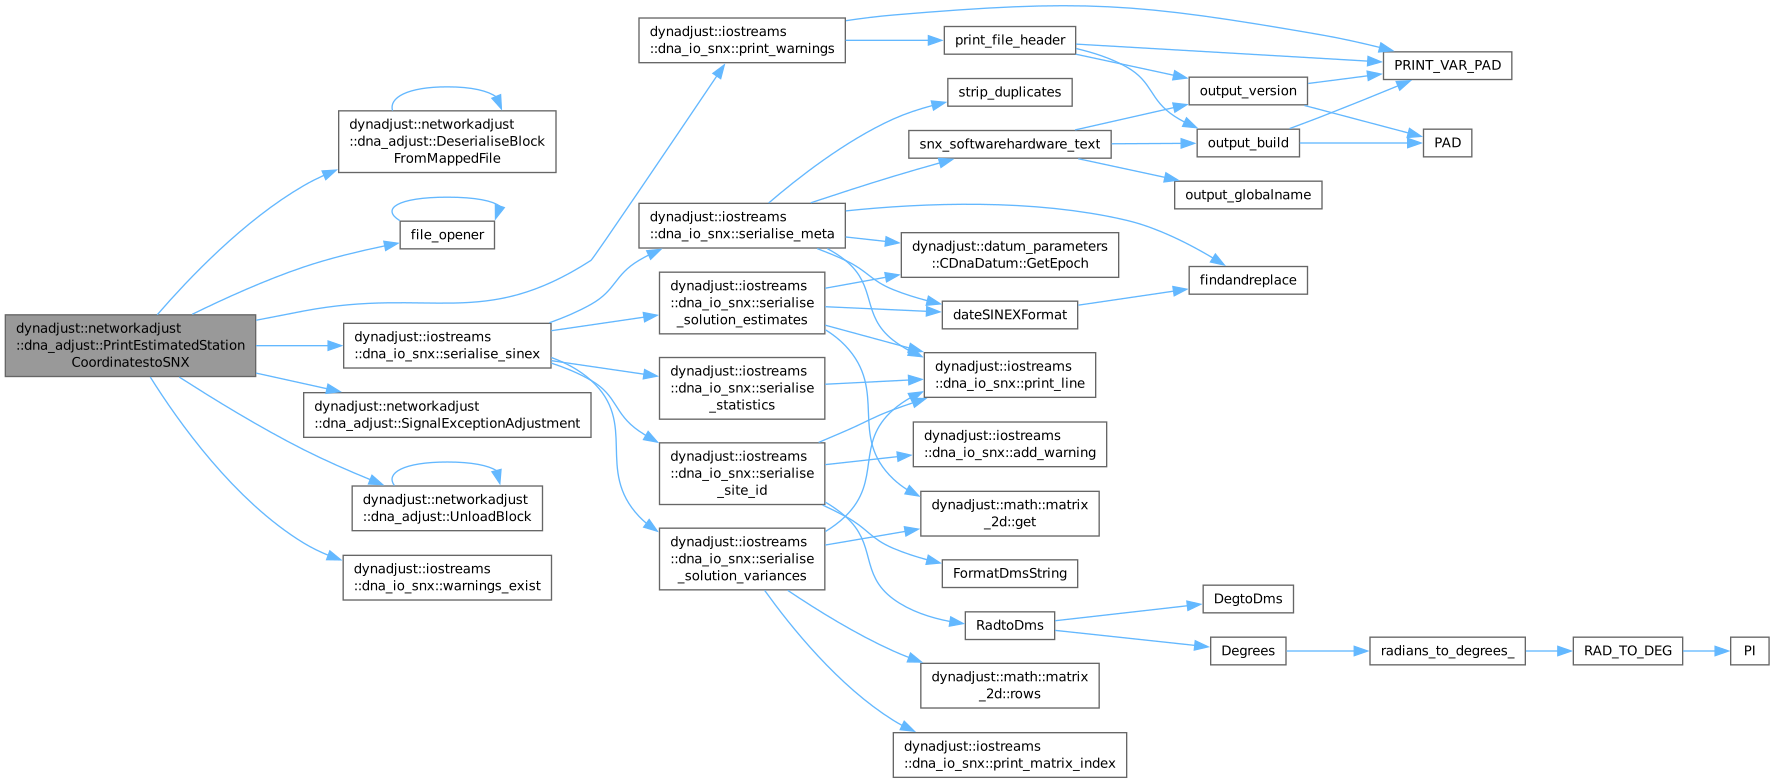 dynadjust::networkadjust
::dna_adjust::PrintEstimatedStation
CoordinatestoSNX
dynadjust::networkadjust
::dna_adjust::DeserialiseBlock
FromMappedFile
file_opener
dynadjust::iostreams
::dna_io_snx::serialise_sinex
dynadjust::networkadjust
::dna_adjust::SignalExceptionAdjustment
dynadjust::networkadjust
::dna_adjust::UnloadBlock
dynadjust::iostreams
::dna_io_snx::warnings_exist
dynadjust::iostreams
::dna_io_snx::print_warnings
dynadjust::iostreams
::dna_io_snx::serialise_meta
dynadjust::iostreams
::dna_io_snx::serialise
_solution_estimates
dynadjust::iostreams
::dna_io_snx::serialise
_statistics
dynadjust::iostreams
::dna_io_snx::serialise
_site_id
dynadjust::iostreams
::dna_io_snx::serialise
_solution_variances
print_file_header
strip_duplicates
snx_softwarehardware_text
dynadjust::datum_parameters
::CDnaDatum::GetEpoch
dateSINEXFormat
dynadjust::iostreams
::dna_io_snx::print_line
dynadjust::iostreams
::dna_io_snx::add_warning
dynadjust::math::matrix
_2d::get
FormatDmsString
RadtoDms
dynadjust::math::matrix
_2d::rows
dynadjust::iostreams
::dna_io_snx::print_matrix_index
output_version
output_build
output_globalname
findandreplace
DegtoDms
Degrees
PRINT_VAR_PAD
PAD
radians_to_degrees_
RAD_TO_DEG
PI